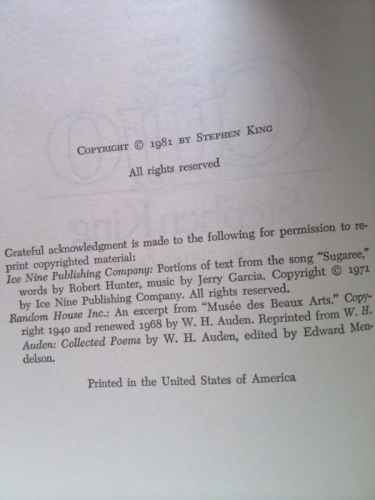 Copyright © 1981 by Stephen King
All rights reserved
Grateful acknowledgment is made to the following for permission to re-
print copyrighted material:
Ice Nine Publishing Company: Portions of text from the song “Sugaree,”
words by Robert Hunter, music by Jerry Garcia. Copyright © 1971
by Ice Nine Publishing Company. All rights reserved.
Random House Inc.: An excerpt from “Musée des Beaux Arts.” Copy-
right 1940 and renewed 1968 by W. H. Auden. Reprinted from W. H.
Auden: Collected Poems by W. H. Auden, edited by Edward Men-
delson.
Printed in the United States of America